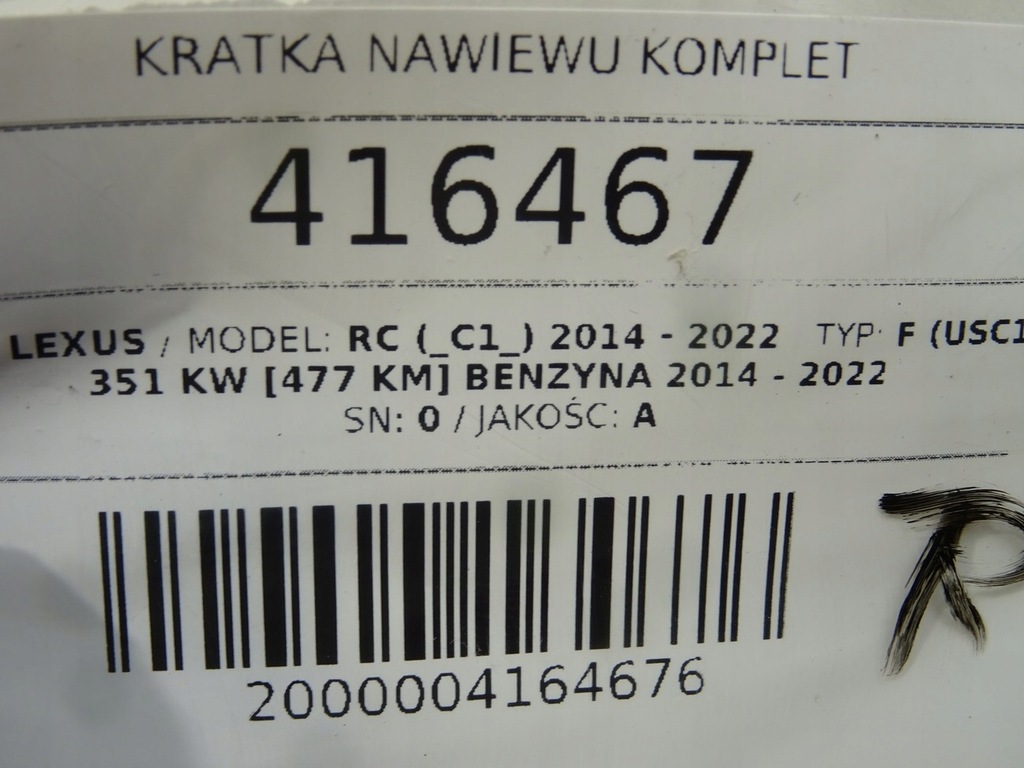 KRATKA NAWIEWU KOMPLET
416467
LEXUS / MODEL: RC (_C1_) 2014 - 2022 TYP: F (USC1
351 KW [477 KM] BENZYNA 2014 - 2022
SN: 0 / JAKOŚĆ: A
R
2000004164676